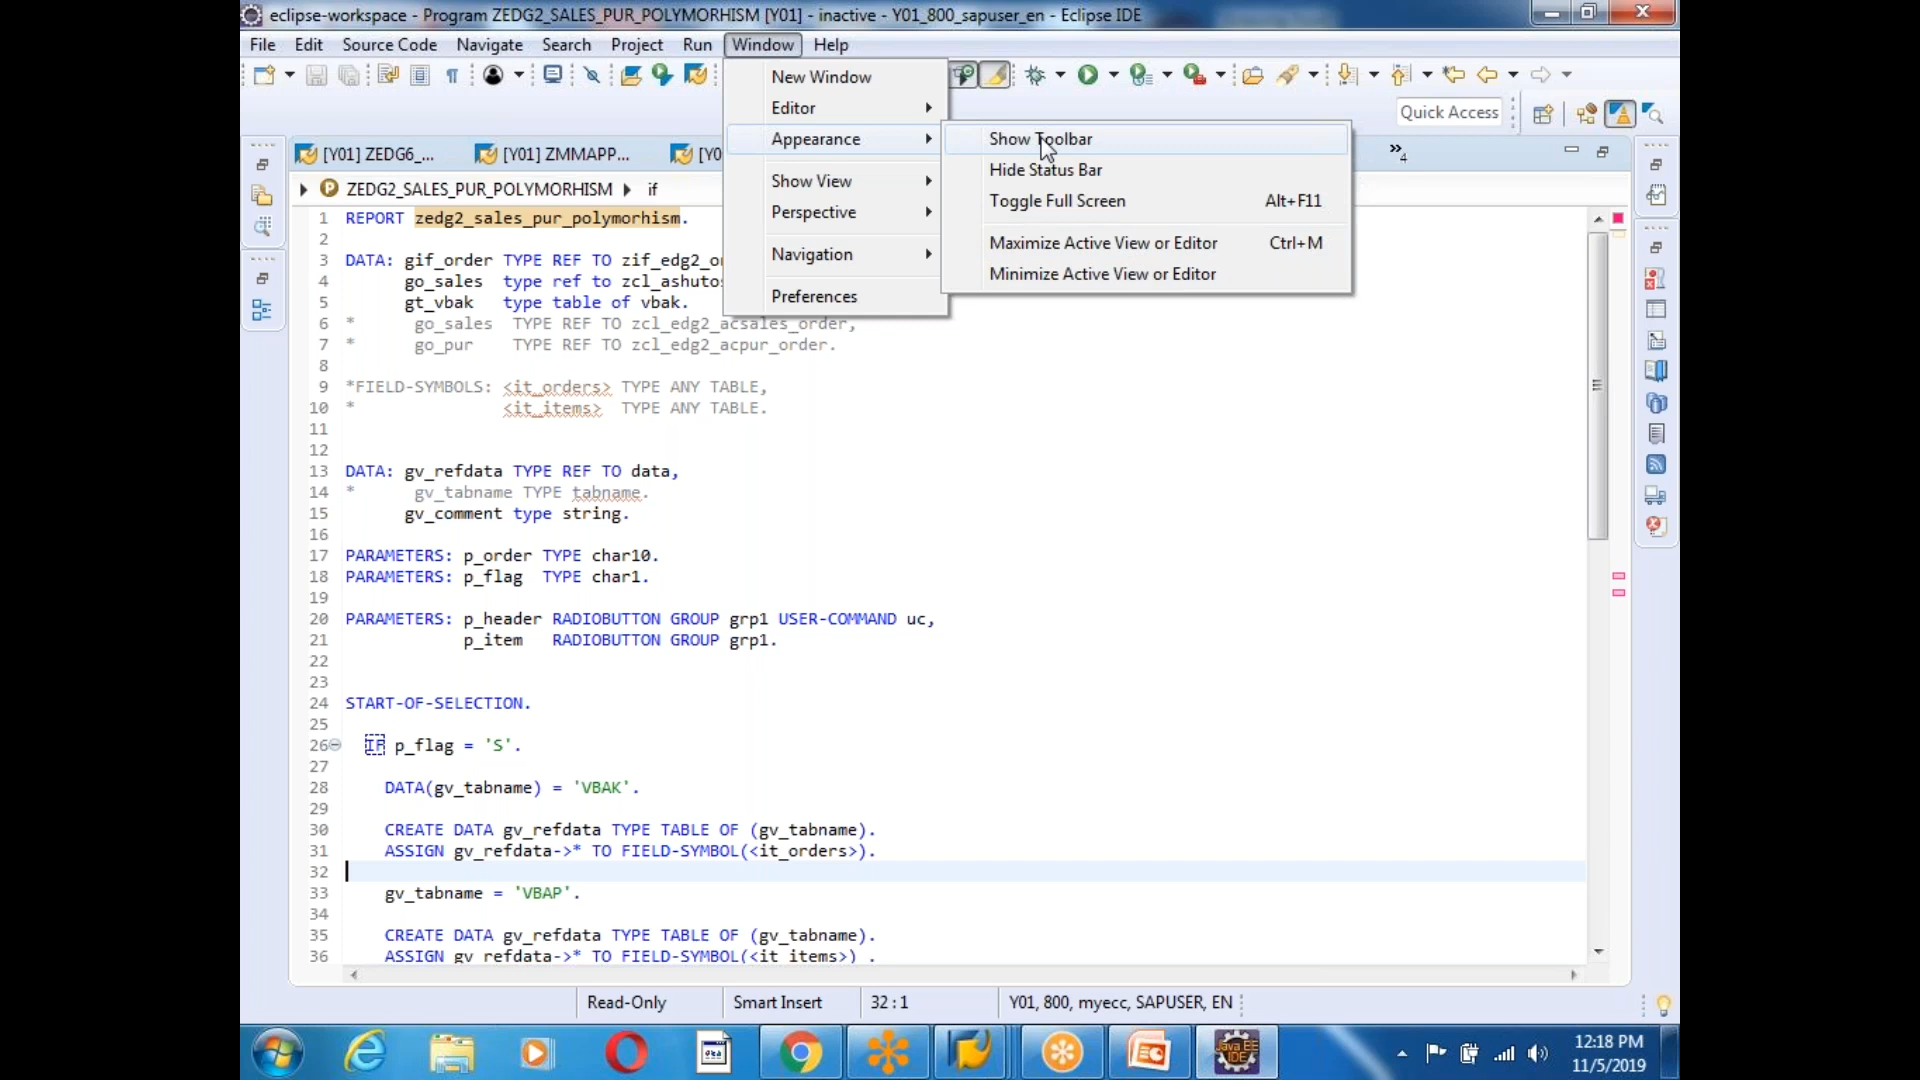 eclipse-workspace - Program ZEDG2_SALES_PUR_POLYMORHISM [Y01] - inactive - Y01_800_sapuser_en - Eclipse IDE
File Edit Source Code Navigate Search Project Run Window Help
New Window
Editor
Appearance
Show View
Perspective
Navigation
Preferences
Show Toolbar
Hide Status Bar
Toggle Full Screen Alt+F11
Maximize Active View or Editor Ctrl+M
Minimize Active View or Editor
Quick Access
[Y01] ZEDG6_... [Y01] ZMMAPP... [Y0 »4
ZEDG2_SALES_PUR_POLYMORHISM if
1 REPORT zedg2_sales_pur_polymorhism.
2
3 DATA: gif_order TYPE REF TO zif_edg2_o
4 go_sales type ref to zcl_ashutos
5 gt_vbak type table of vbak.
6 * go_sales TYPE REF TO zcl_edg2_acsales_order,
7 * go_pur TYPE REF TO zcl_edg2_acpur_order.
8
9 *FIELD-SYMBOLS: <it_orders> TYPE ANY TABLE,
10 * <it_items> TYPE ANY TABLE.
11
12
13 DATA: gv_refdata TYPE REF TO data,
14 * gv_tabname TYPE tabname.
15 gv_comment type string.
16
17 PARAMETERS: p_order TYPE char10.
18 PARAMETERS: p_flag TYPE char1.
19
20 PARAMETERS: p_header RADIOBUTTON GROUP grp1 USER-COMMAND uc,
21 p_item RADIOBUTTON GROUP grp1.
22
23
24 START-OF-SELECTION.
25
26 IF p_flag = 'S'.
27
28 DATA(gv_tabname) = 'VBAK'.
29
30 CREATE DATA gv_refdata TYPE TABLE OF (gv_tabname).
31 ASSIGN gv_refdata->* TO FIELD-SYMBOL(<it_orders>).
32
33 gv_tabname = 'VBAP'.
34
35 CREATE DATA gv_refdata TYPE TABLE OF (gv_tabname).
36 ASSIGN gv_refdata->* TO FIELD-SYMBOL(<it_items>) .
Read-Only Smart Insert 32 : 1 Y01, 800, myecc, SAPUSER, EN
Java EE
IDE
12:18 PM
11/5/2019